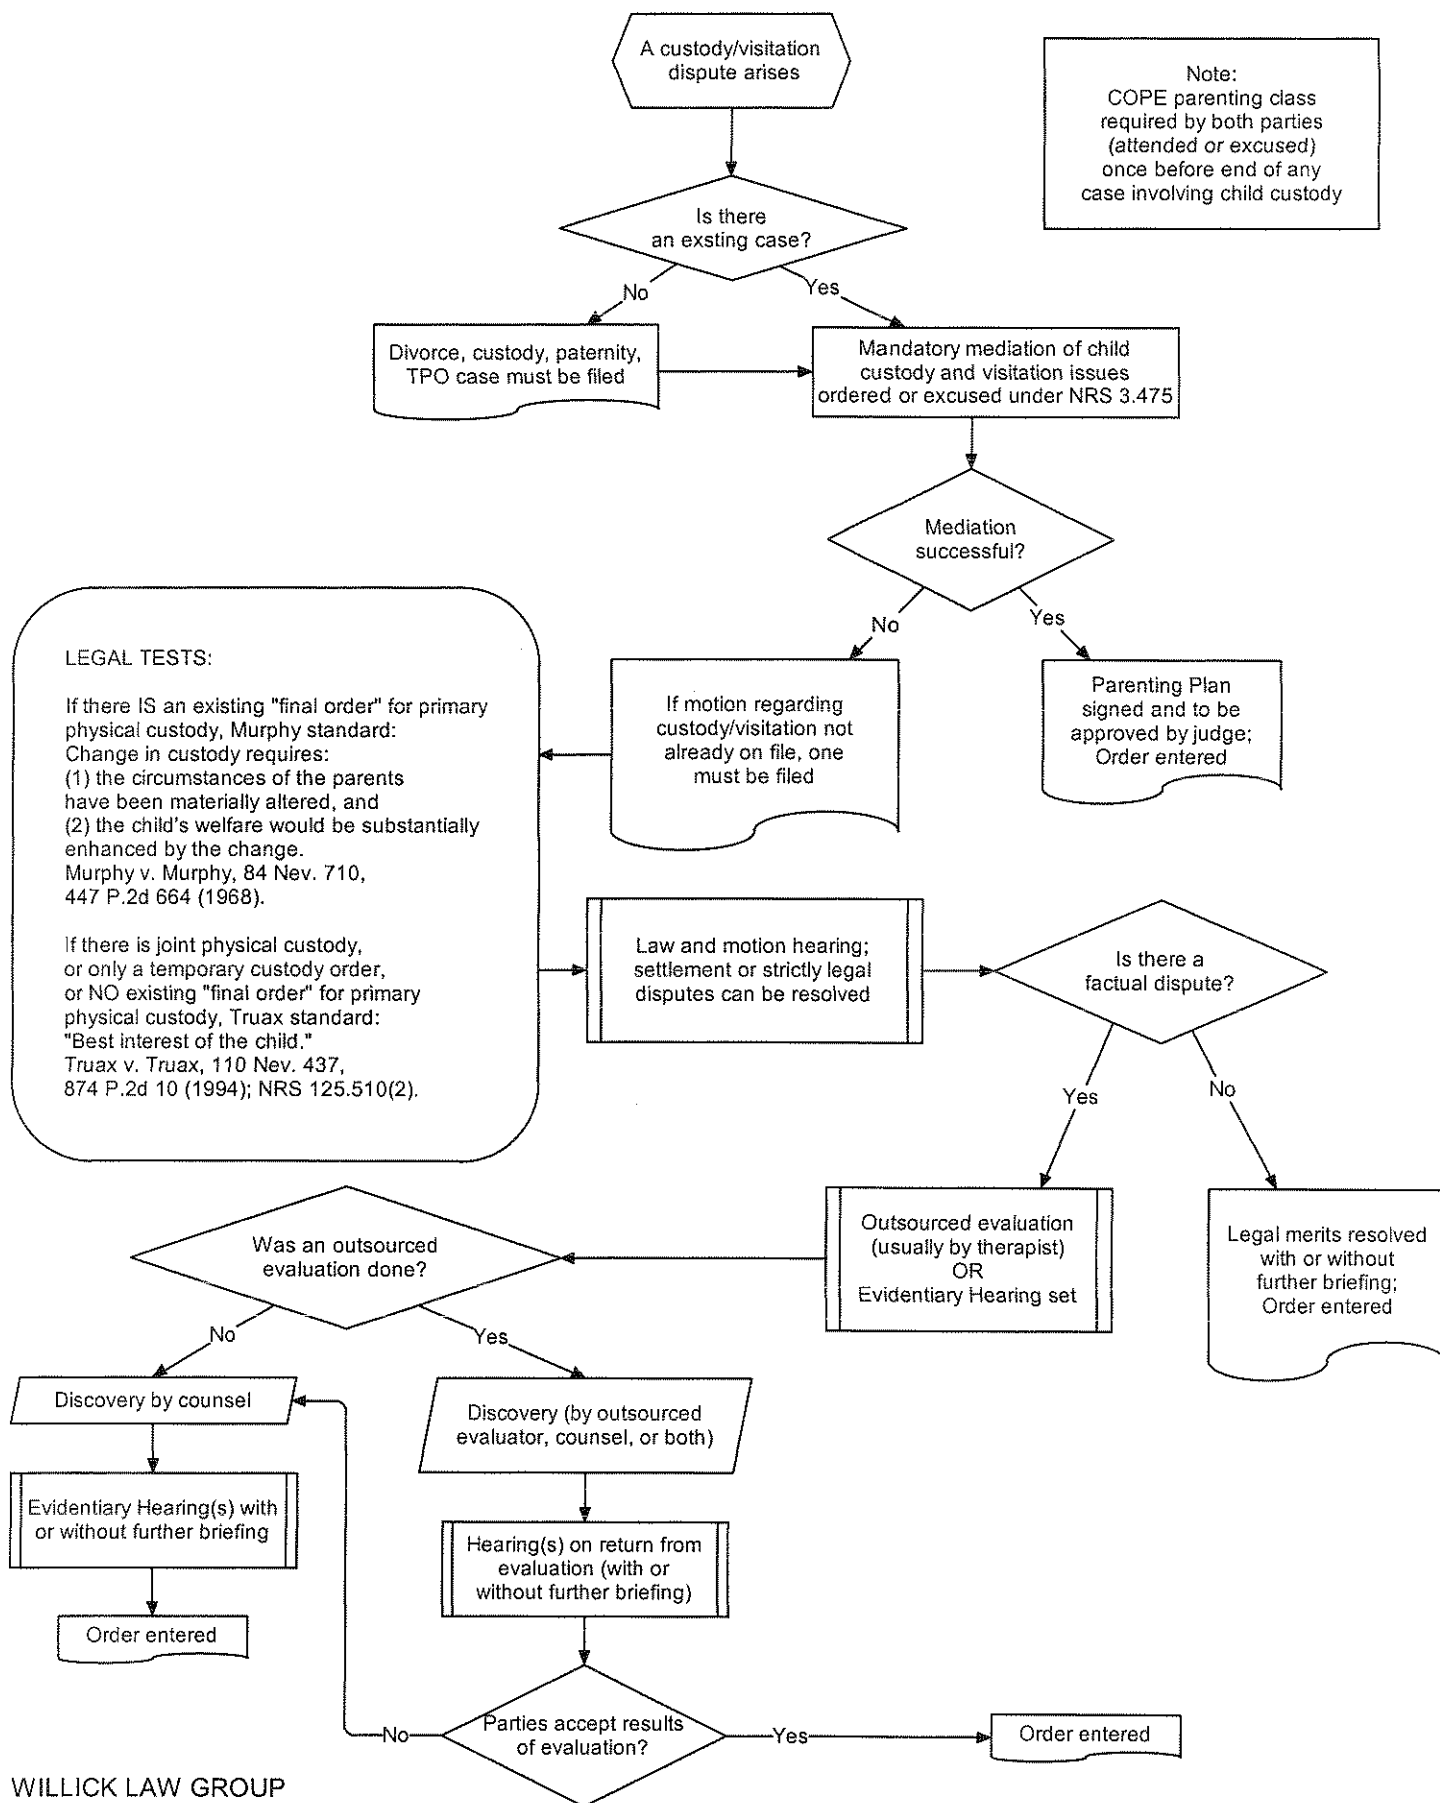 A custody/visitation
dispute arises
Note:
COPE parenting class
required by both parties
(attended or excused)
once before end of any
case involving child custody
Is there
an exsting case?
No
Yes
Divorce, custody, paternity,
TPO case must be filed
Mandatory mediation of child
custody and visitation issues
ordered or excused under NRS 3.475
Mediation
successful?
No
Yes
LEGAL TESTS:
If there IS an existing "final order" for primary
physical custody, Murphy standard:
Change in custody requires:
(1) the circumstances of the parents
have been materially altered, and
(2) the child's welfare would be substantially
enhanced by the change.
Murphy v. Murphy, 84 Nev. 710,
447 P.2d 664 (1968).
If there is joint physical custody,
or only a temporary custody order,
or NO existing "final order" for primary
physical custody, Truax standard:
"Best interest of the child."
Truax v. Truax, 110 Nev. 437,
874 P.2d 10 (1994); NRS 125.510(2).
If motion regarding
custody/visitation not
already on file, one
must be filed
Parenting Plan
signed and to be
approved by judge;
Order entered
Law and motion hearing;
settlement or strictly legal
disputes can be resolved
Is there a
factual dispute?
Yes
No
Outsourced evaluation
(usually by therapist)
OR
Evidentiary Hearing set
Legal merits resolved
with or without
further briefing;
Order entered
Was an outsourced
evaluation done?
No
Yes
Discovery by counsel
Discovery (by outsourced
evaluator, counsel, or both)
Evidentiary Hearing(s) with
or without further briefing
Hearing(s) on return from
evaluation (with or
without further briefing)
Order entered
Parties accept results
of evaluation?
No
Yes
Order entered
WILLICK LAW GROUP